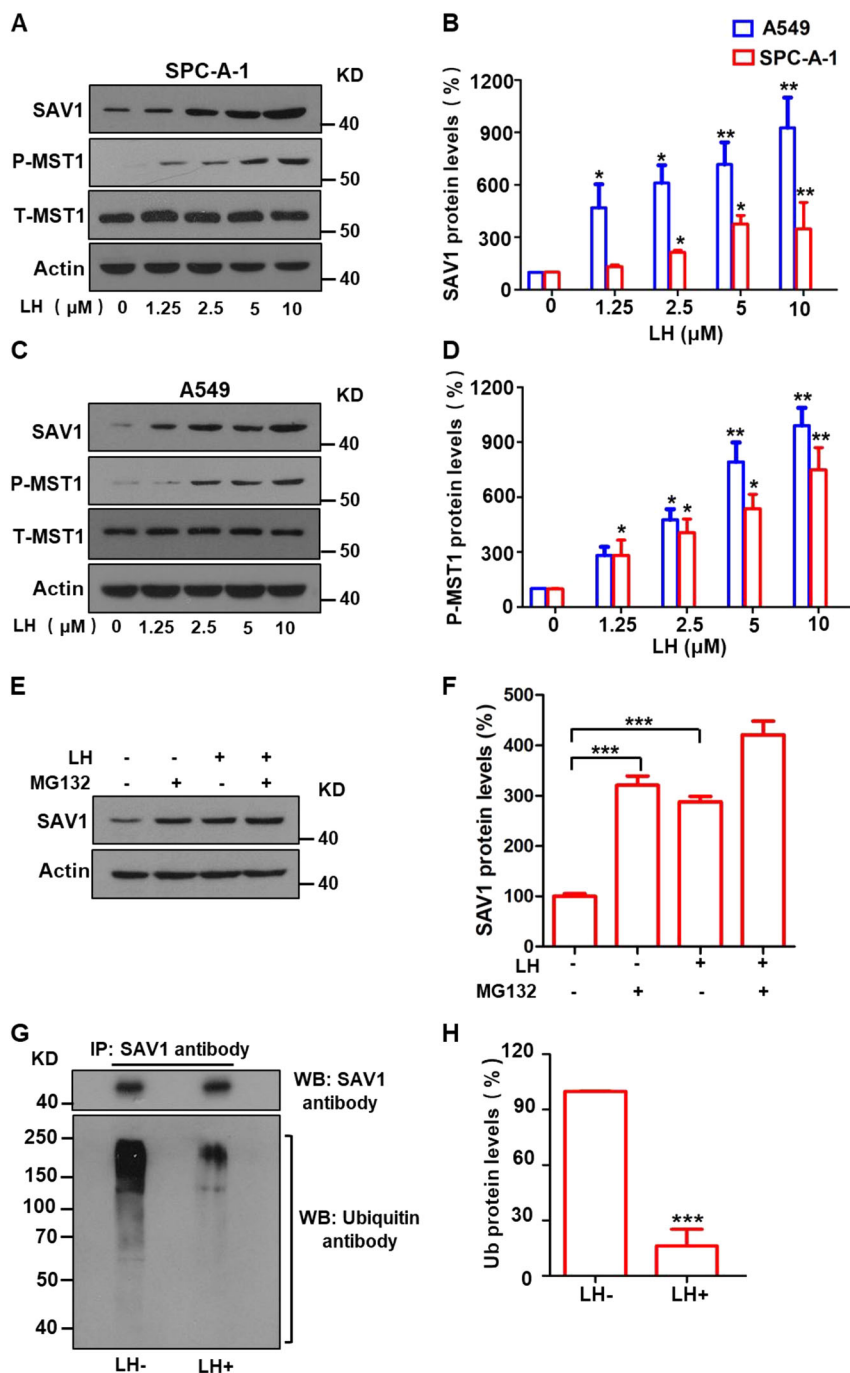 A
SPC-A-1
KD
SAV1
40
P-MST1
50
T-MST1
50
Actin
40
LH ( μM ) 0 1.25 2.5 5 10
B
A549
SPC-A-1
SAV1 protein levels ( % )
1200
900
600
300
0
* * ** **
* * **
0 1.25 2.5 5 10
LH (μM)
C
A549
KD
SAV1
40
P-MST1
50
T-MST1
50
Actin
40
LH ( μM ) 0 1.25 2.5 5 10
D
P-MST1 protein levels ( % )
1200
900
600
300
0
* ** **
* * * **
0 1.25 2.5 5 10
LH (μM)
E
LH - - + +
MG132 - + - +
KD
SAV1
40
Actin
40
F
SAV1 protein levels (%)
500
400
300
200
100
0
***
***
LH - - + +
MG132 - + - +
G
KD
IP: SAV1 antibody
40
WB: SAV1
antibody
250
150
100
70
50
40
WB: Ubiquitin
antibody
LH- LH+
H
Ub protein levels ( % )
120
90
60
30
0
***
LH- LH+